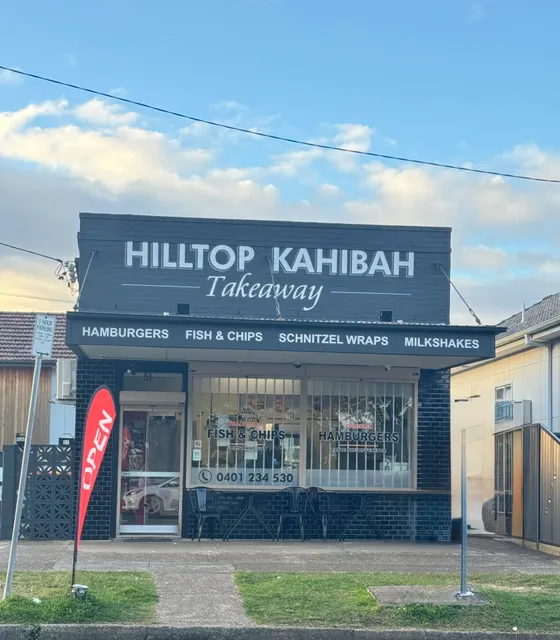 HILLTOP KAHIBAH
Takeaway
HAMBURGERS FISH & CHIPS SCHNITZEL WRAPS MILKSHAKES
OPEN
FISH & CHIPS
HAMBURGERS
0401 234 530